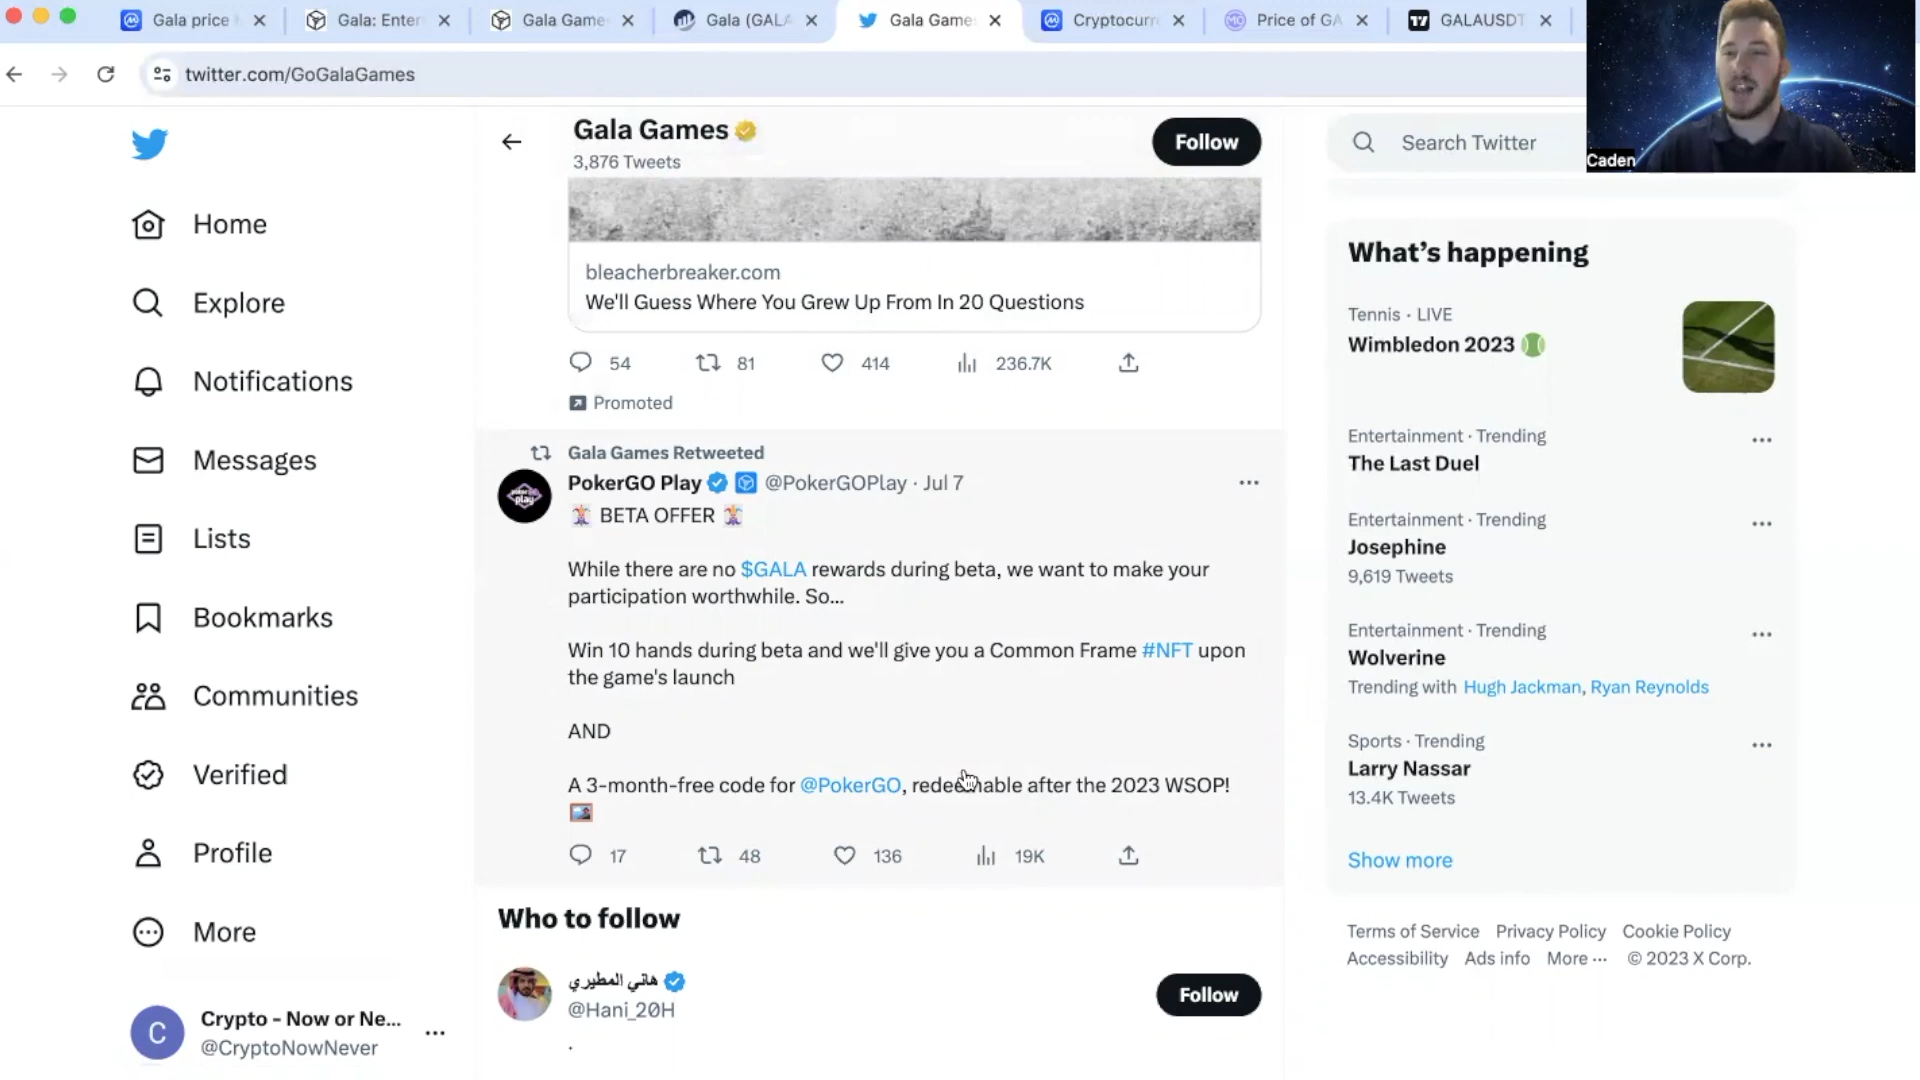 Gala price
Gala: Enter
Gala Game
Gala (GALA
Gala Game
Cryptocurr
Price of GA
GALAUSDT
twitter.com/GoGalaGames
Caden
Home
Explore
Notifications
Messages
Lists
Bookmarks
Communities
Verified
Profile
More
Crypto - Now or Ne...
@CryptoNowNever
Gala Games
3,876 Tweets
Follow
bleacherbreaker.com
We'll Guess Where You Grew Up From In 20 Questions
54 81 414 236.7K
Promoted
Gala Games Retweeted
PokerGO Play @PokerGOPlay · Jul 7
BETA OFFER
While there are no $GALA rewards during beta, we want to make your
participation worthwhile. So...
Win 10 hands during beta and we'll give you a Common Frame #NFT upon
the game's launch
AND
A 3-month-free code for @PokerGO, redeemable after the 2023 WSOP!
17 48 136 19K
Who to follow
هاني المطيري
@Hani_20H
Follow
.
Search Twitter
What's happening
Tennis · LIVE
Wimbledon 2023
Entertainment · Trending
The Last Duel
Entertainment · Trending
Josephine
9,619 Tweets
Entertainment · Trending
Wolverine
Trending with Hugh Jackman, Ryan Reynolds
Sports · Trending
Larry Nassar
13.4K Tweets
Show more
Terms of Service Privacy Policy Cookie Policy
Accessibility Ads info More ··· © 2023 X Corp.